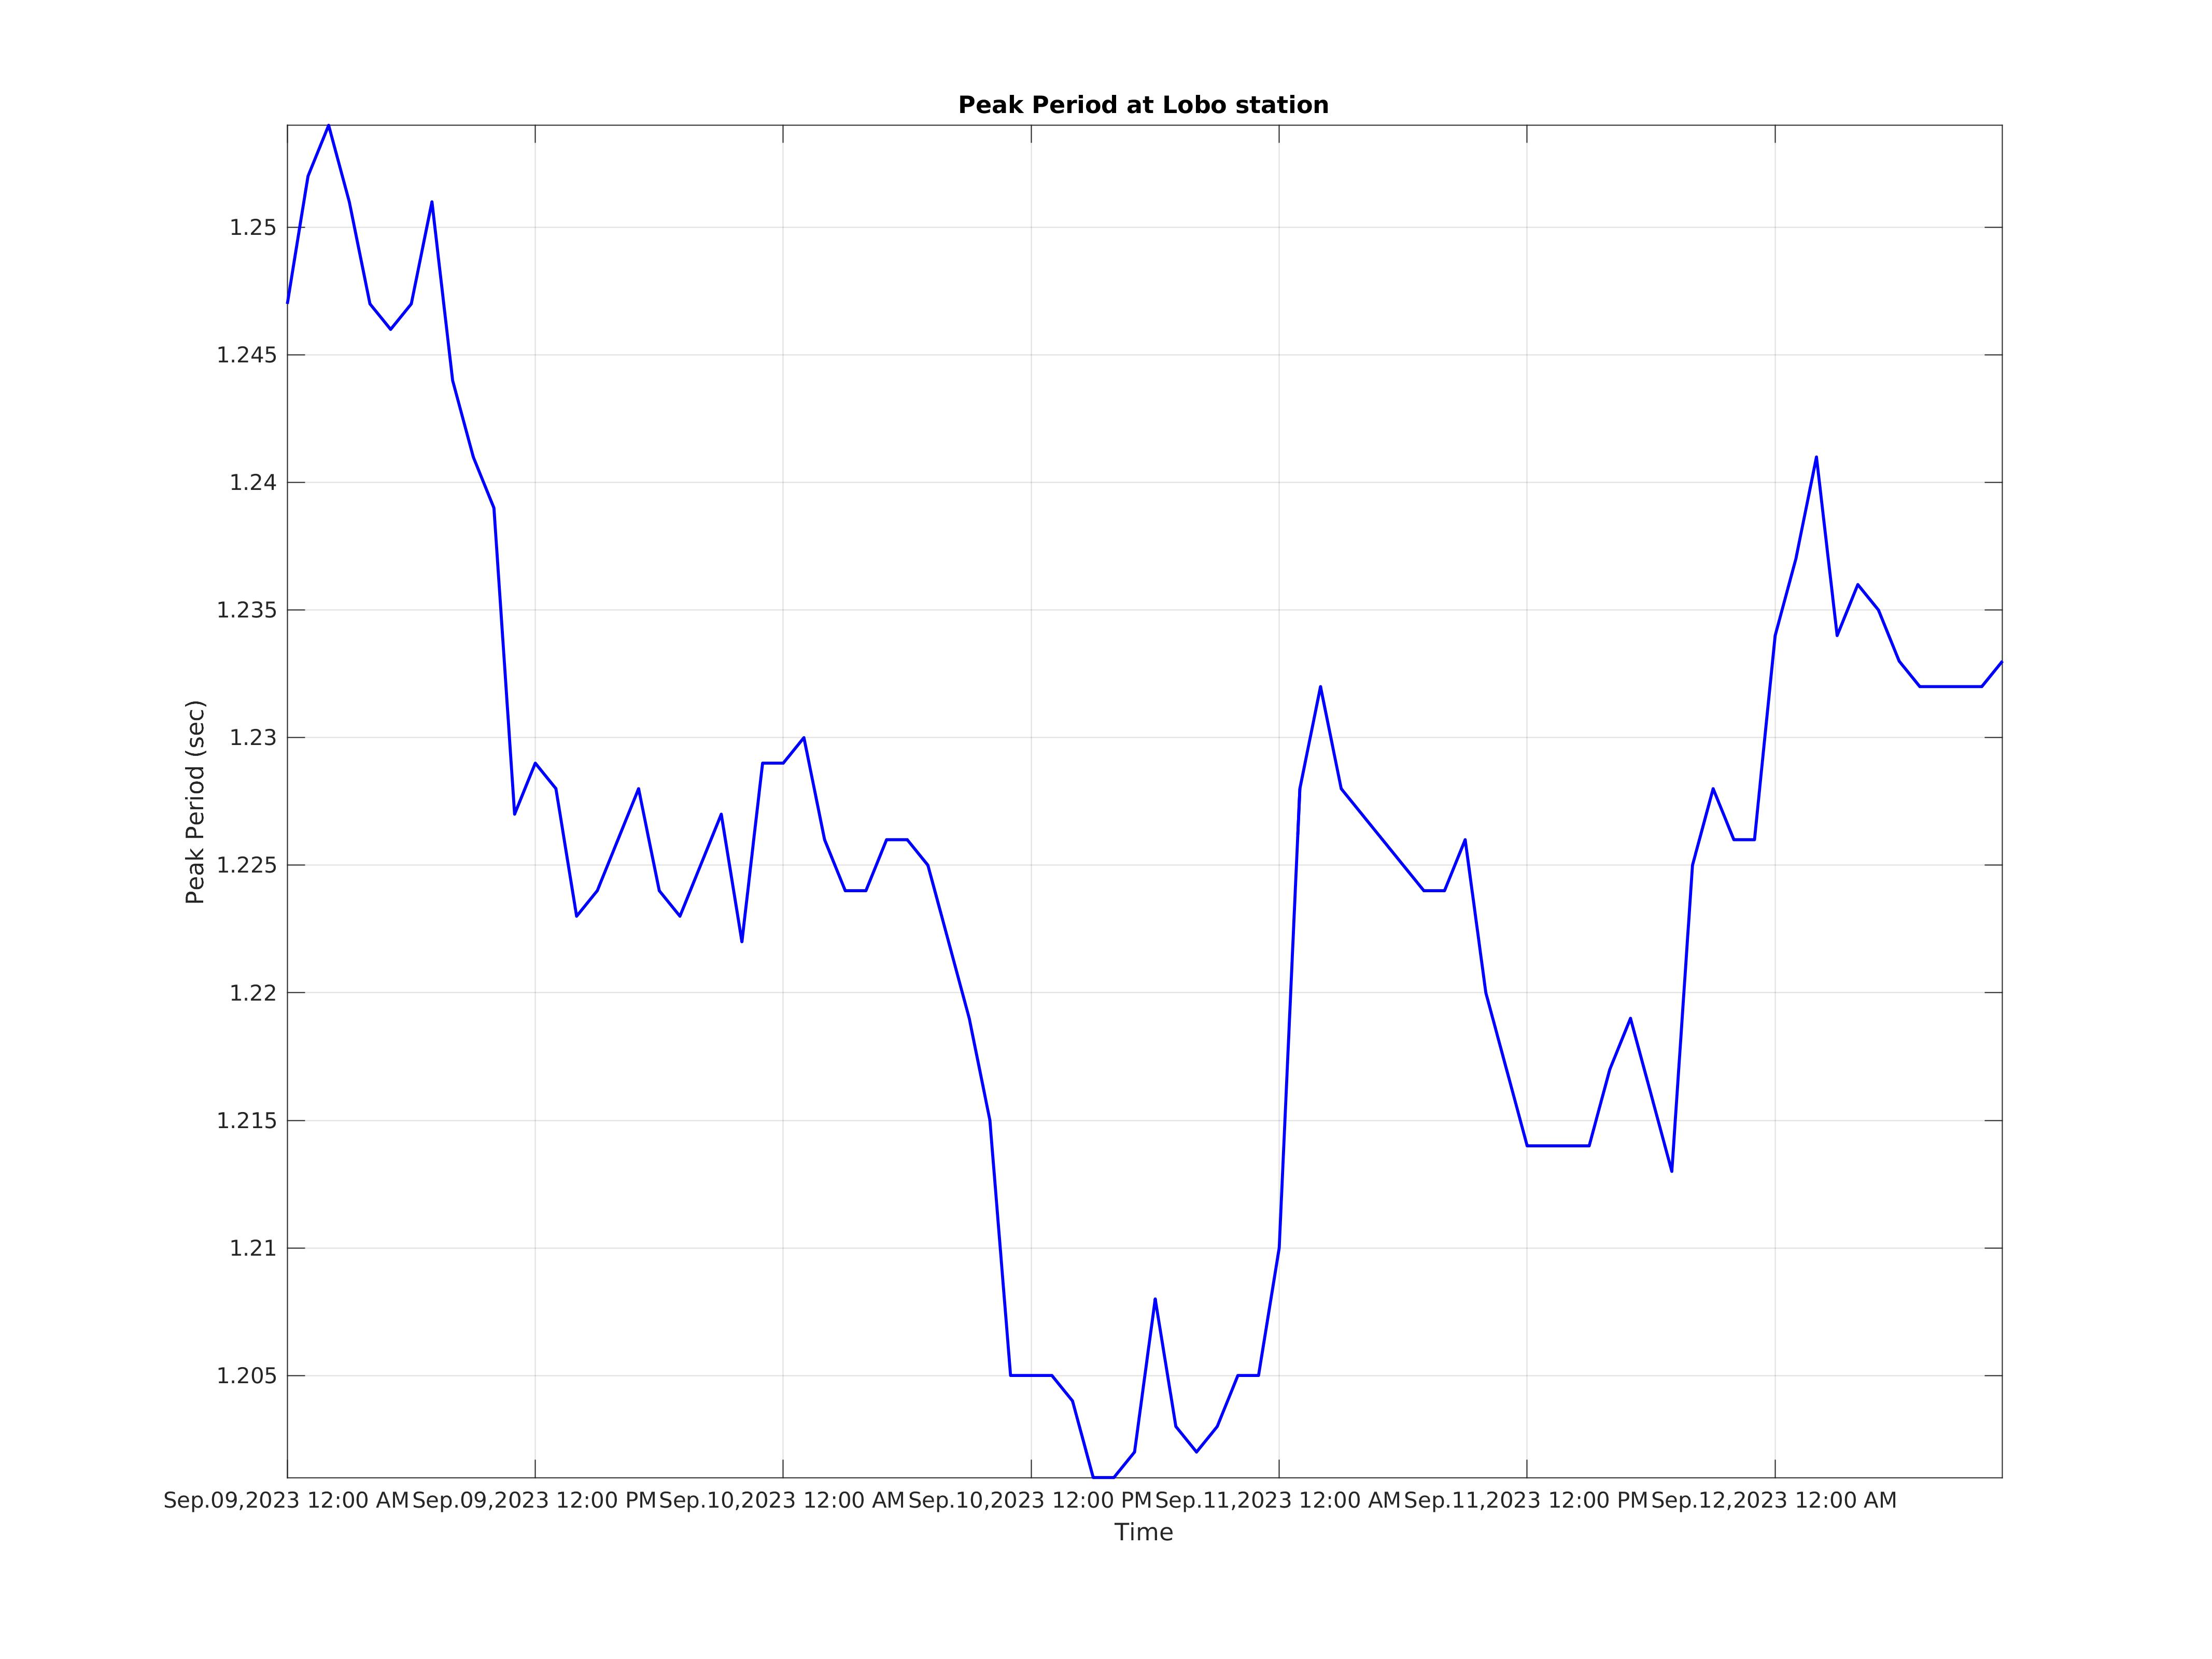 Peak Period at Lobo station
1.25
1.245
1.24
1.235
1.23
1.225
1.22
1.215
1.21
1.205
Peak Period (sec)
Sep.09,2023 12:00 AM Sep.09,2023 12:00 PM Sep.10,2023 12:00 AM Sep.10,2023 12:00 PM Sep.11,2023 12:00 AM Sep.11,2023 12:00 PM Sep.12,2023 12:00 AM
Time